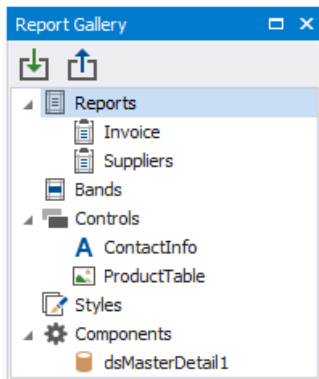 Report Gallery
Reports
Invoice
Suppliers
Bands
Controls
A ContactInfo
ProductTable
Styles
Components
dsMasterDetail1